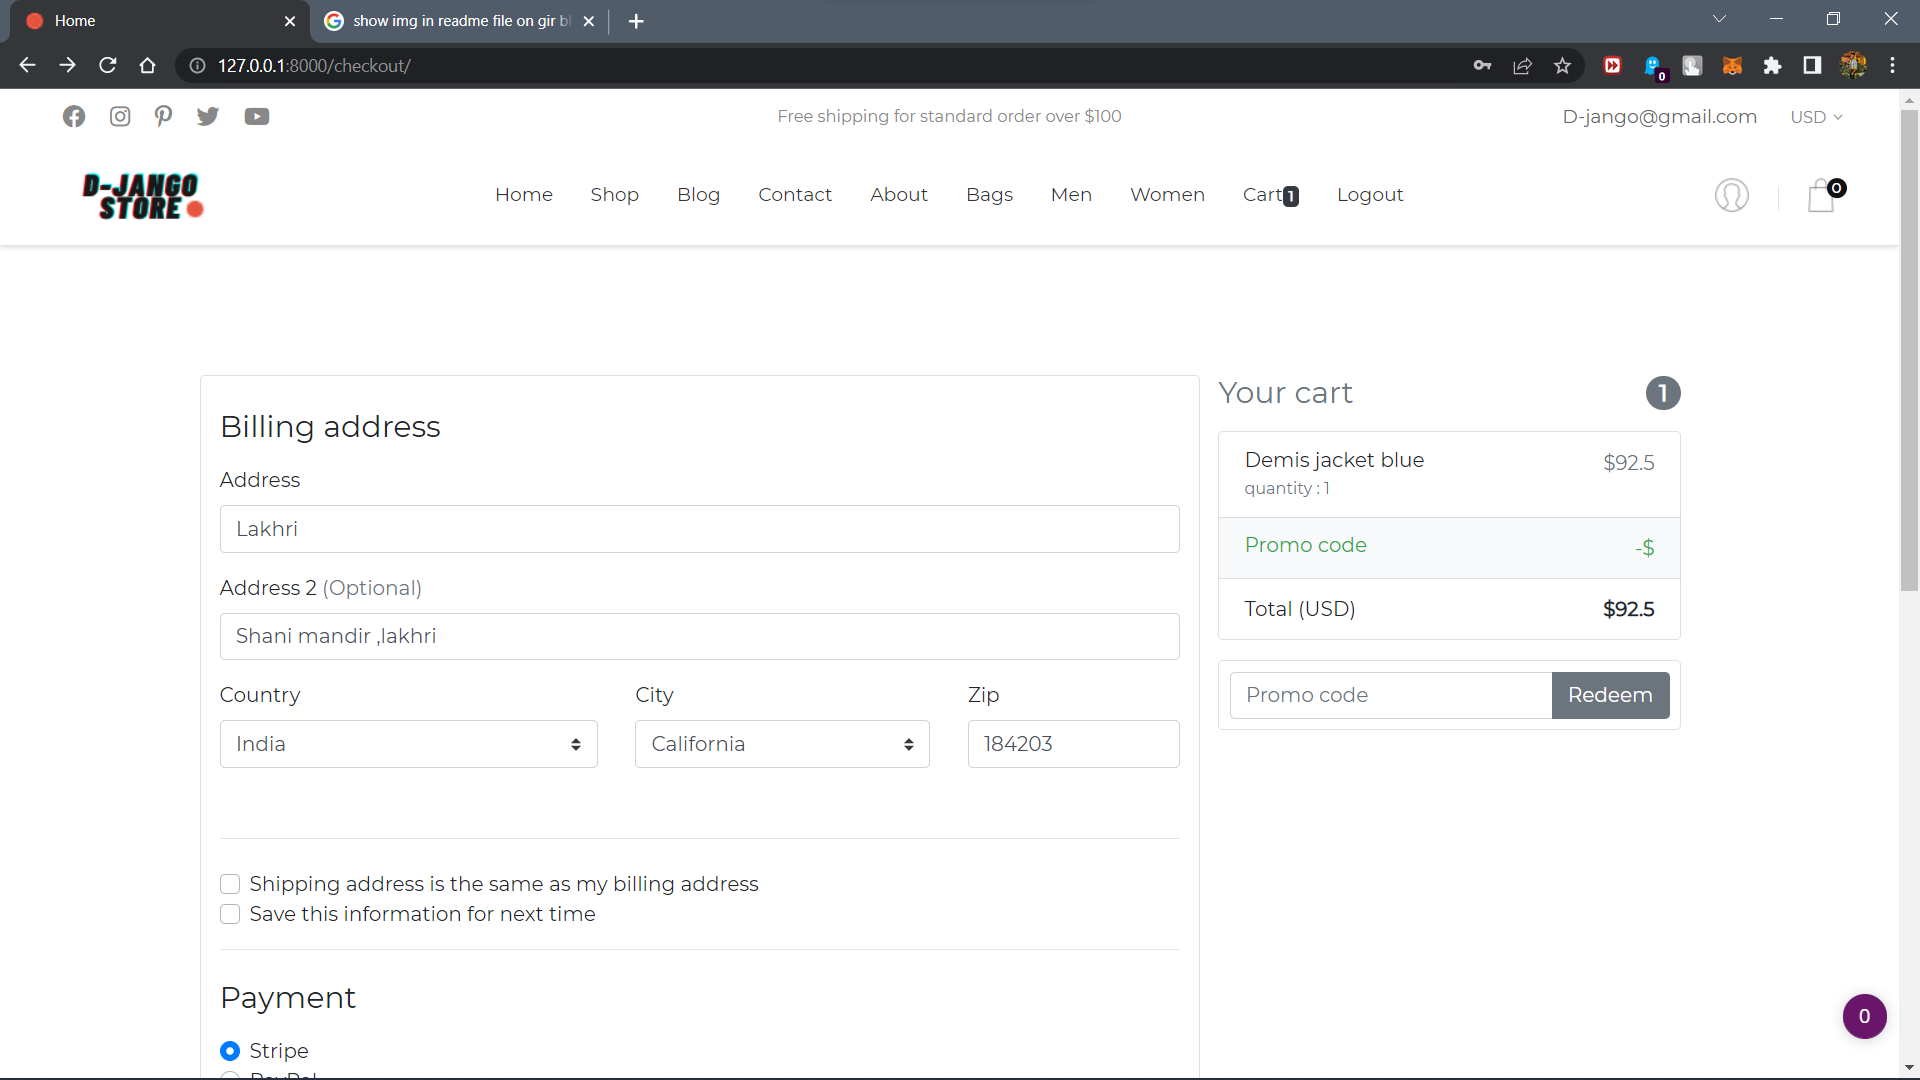 Home
show img in readme file on gir b
127.0.0.1:8000/checkout/
0
Free shipping for standard order over $100
D-jango@gmail.com
USD
D-JANGO
STORE
Home
Shop
Blog
Contact
About
Bags
Men
Women
Cart 1
Logout
0
Billing address
Address
Lakhri
Address 2 (Optional)
Shani mandir ,lakhri
Country
City
Zip
India
California
184203
Shipping address is the same as my billing address
Save this information for next time
Payment
Stripe
PayPal
Your cart
1
Demis jacket blue
$92.5
quantity : 1
Promo code
-$
Total (USD)
$92.5
Promo code
Redeem
0